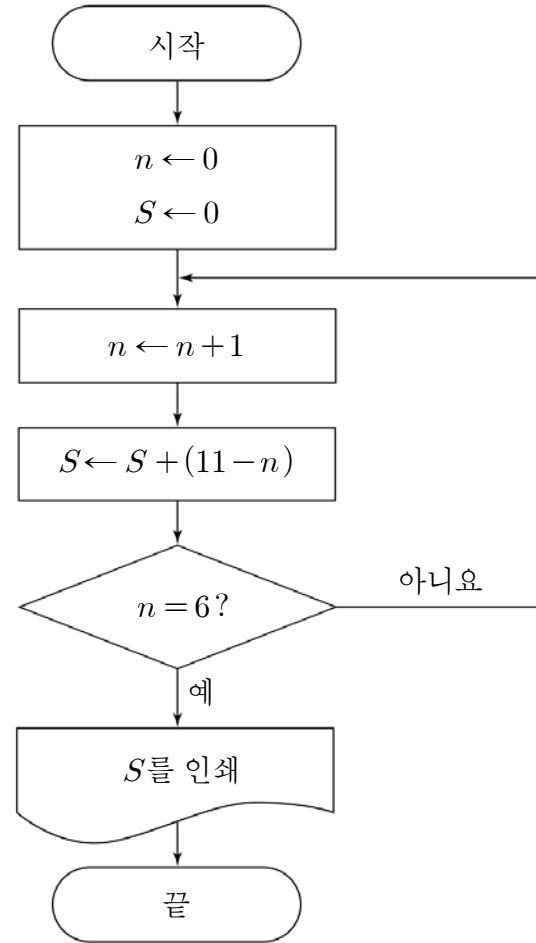 시작
n ← 0
S ← 0
n ← n + 1
S ← S + (11 − n)
n = 6 ?
아니요
예
S를 인쇄
끝